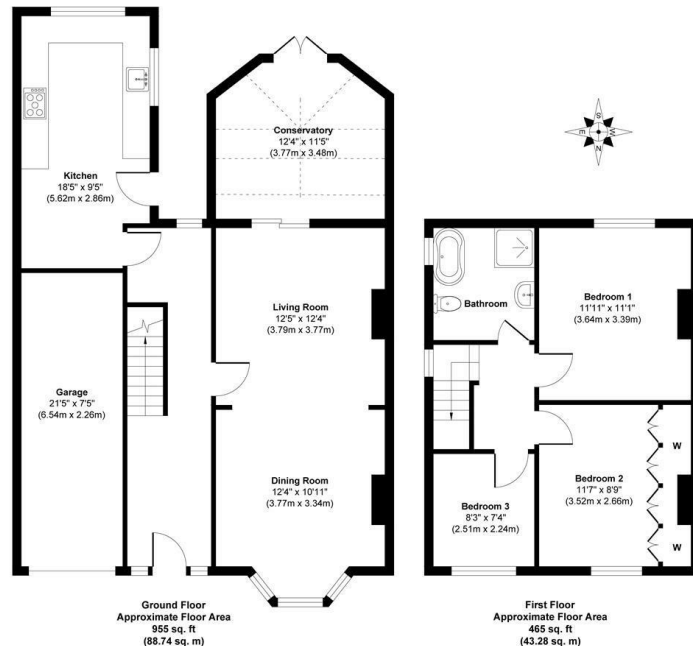 Kitchen
18'5" x 9'5"
(5.62m x 2.86m)
Conservatory
12'4" x 11'5"
(3.77m x 3.48m)
Living Room
12'5" x 12'4"
(3.79m x 3.77m)
Garage
21'5" x 7'5"
(6.54m x 2.26m)
Dining Room
12'4" x 10'11"
(3.77m x 3.34m)
Ground Floor
Approximate Floor Area
955 sq. ft
(88.74 sq. m)
S
E
W
N
Bathroom
Bedroom 1
11'11" x 11'1"
(3.64m x 3.39m)
W
Bedroom 2
11'7" x 8'9"
(3.52m x 2.66m)
Bedroom 3
8'3" x 7'4"
(2.51m x 2.24m)
W
First Floor
Approximate Floor Area
465 sq. ft
(43.28 sq. m)